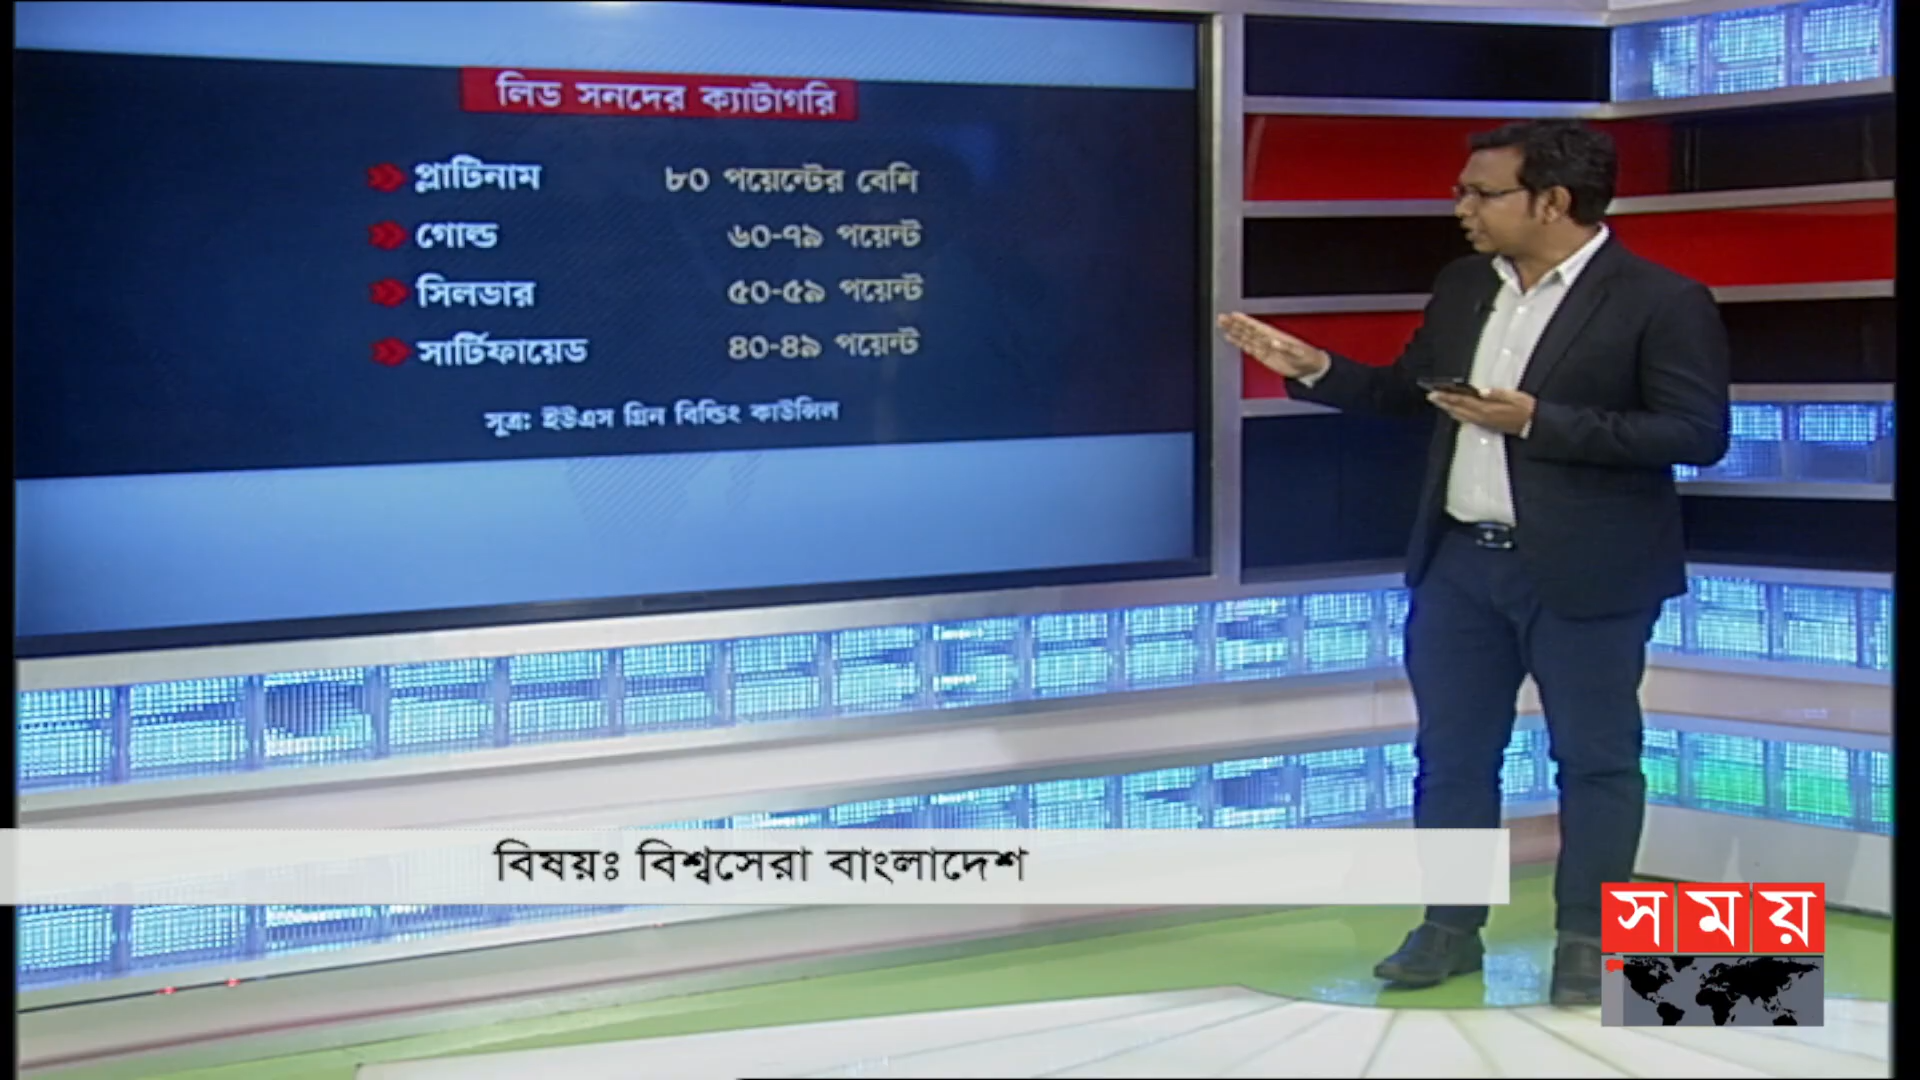 লিড সনদের ক্যাটাগরি
প্লাটিনাম ৮০ পয়েন্টের বেশি
গোল্ড ৬০-৭৯ পয়েন্ট
সিলভার ৫০-৫৯ পয়েন্ট
সার্টিফায়েড ৪০-৪৯ পয়েন্ট
সূত্র: ইউএস গ্রিন বিল্ডিং কাউন্সিল
বিষয়ঃ বিশ্বসেরা বাংলাদেশ
সময়